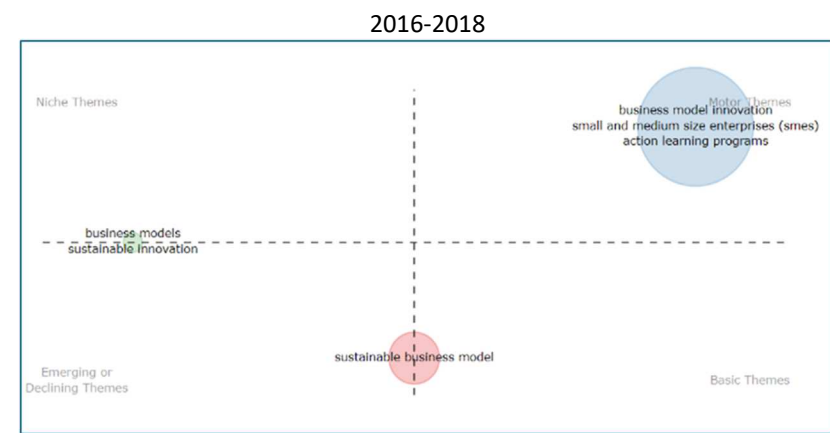 2016-2018
Niche Themes
Motor Themes
business model innovation
small and medium size enterprises (smes)
action learning programs
business models
sustainable innovation
sustainable business model
Emerging or
Declining Themes
Basic Themes